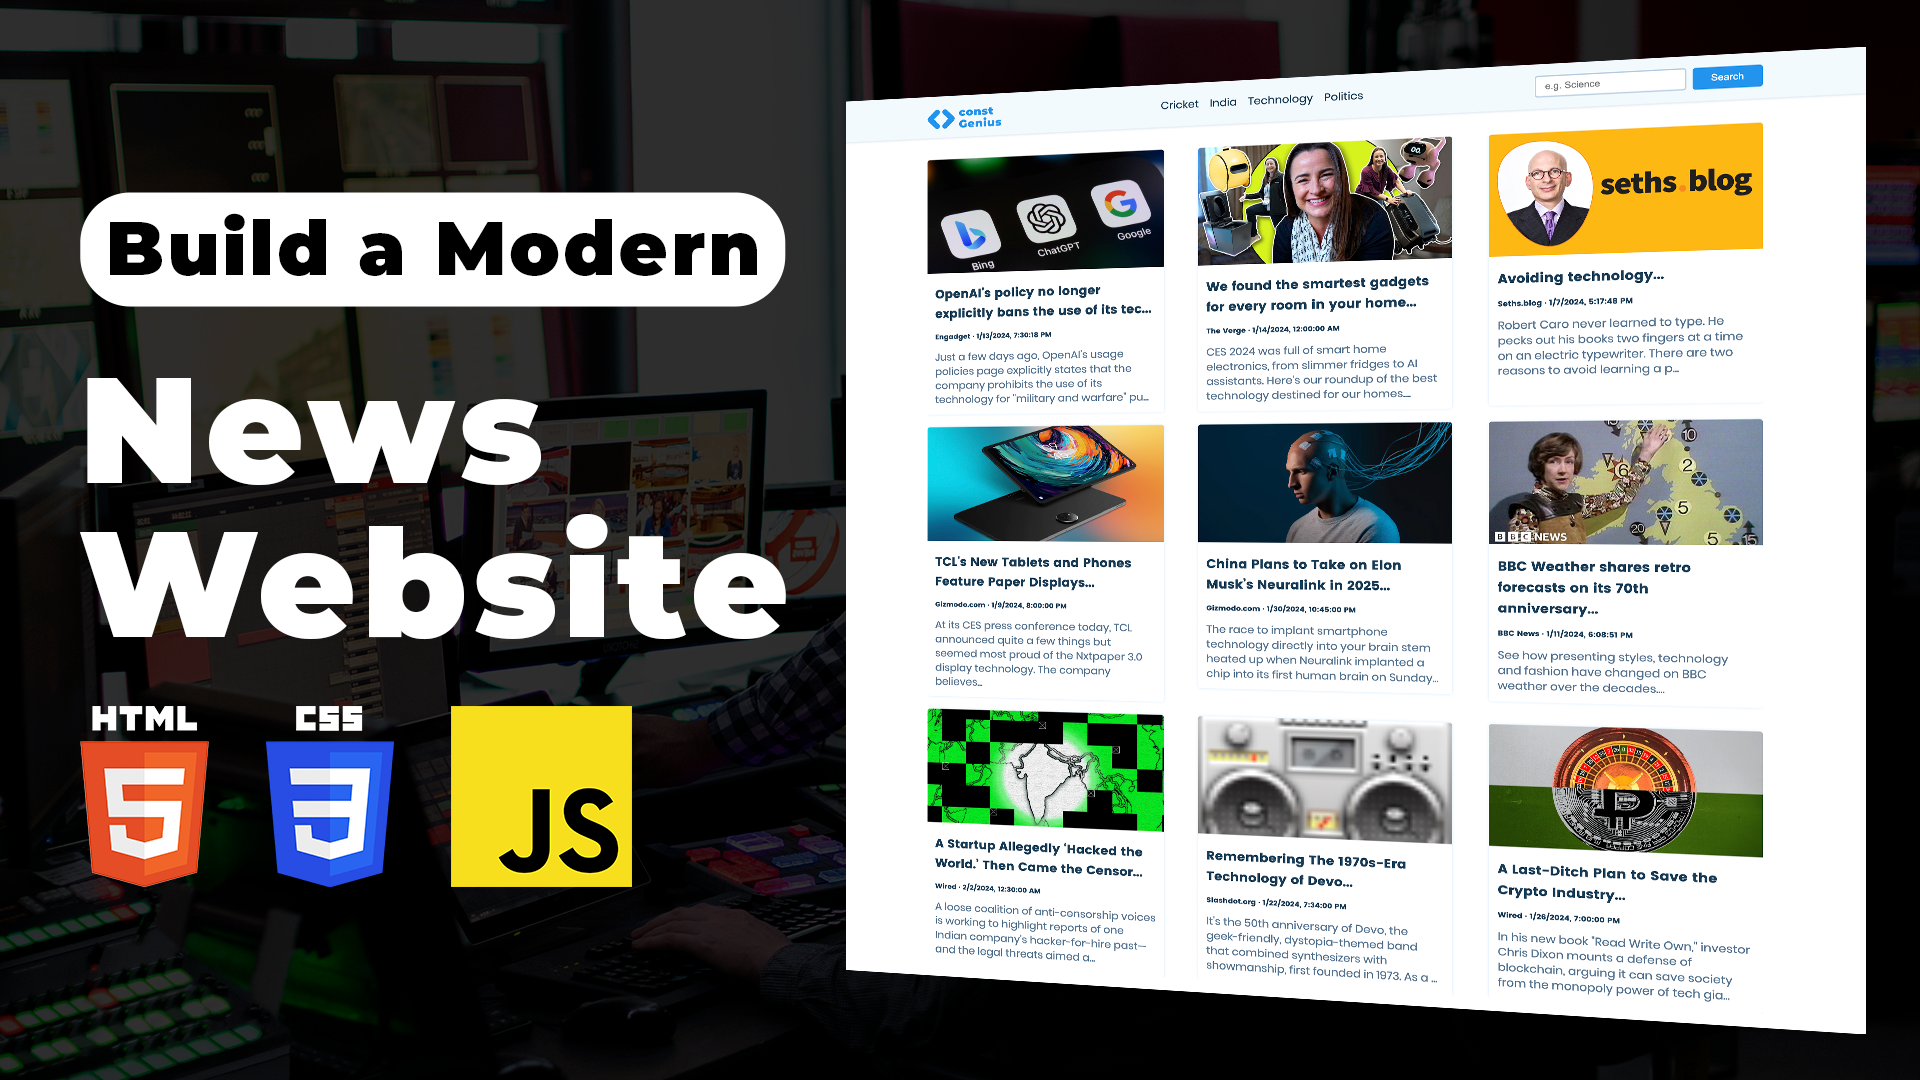 Build a Modern
News
Website
HTML
5
CSS
3
JS
const
Genius
Cricket India Technology Politics
e.g. Science
Search
Bing
ChatGPT
Google
OpenAI's policy no longer
explicitly bans the use of its tec...
Engadget · 1/13/2024, 7:30:18 PM
Just a few days ago, OpenAI's usage
policies page explicitly states that the
company prohibits the use of its
technology for "military and warfare" pu...
We found the smartest gadgets
for every room in your home...
The Verge · 1/14/2024, 12:00:00 AM
CES 2024 was full of smart home
electronics, from slimmer fridges to AI
assistants. Here's our roundup of the best
technology destined for our homes....
seths.blog
Avoiding technology...
Seths.blog · 1/7/2024, 5:17:48 PM
Robert Caro never learned to type. He
pecks out his books two fingers at a time
on an electric typewriter. There are two
reasons to avoid learning a p...
TCL's New Tablets and Phones
Feature Paper Displays...
Gizmodo.com · 1/9/2024, 8:00:00 PM
At its CES press conference today, TCL
announced quite a few things but
seemed most proud of the Nxtpaper 3.0
display technology. The company
believes...
China Plans to Take on Elon
Musk's Neuralink in 2025...
Gizmodo.com · 1/30/2024, 10:45:00 PM
The race to implant smartphone
technology directly into your brain stem
heated up when Neuralink implanted a
chip into its first human brain on Sunday...
10
6
2
5
20
5
15
BBC NEWS
BBC Weather shares retro
forecasts on its 70th
anniversary...
BBC News · 1/11/2024, 6:08:51 PM
See how presenting styles, technology
and fashion have changed on BBC
weather over the decades....
A Startup Allegedly 'Hacked the
World.' Then Came the Censor...
Wired · 2/2/2024, 12:30:00 AM
A loose coalition of anti-censorship voices
is working to highlight reports of one
Indian company's hacker-for-hire past—
and the legal threats aimed a...
Remembering The 1970s-Era
Technology of Devo...
Slashdot.org · 1/22/2024, 7:34:00 PM
It's the 50th anniversary of Devo, the
geek-friendly, dystopia-themed band
that combined synthesizers with
showmanship, first founded in 1973. As a ...
A Last-Ditch Plan to Save the
Crypto Industry...
Wired · 1/26/2024, 7:00:00 PM
In his new book "Read Write Own," investor
Chris Dixon mounts a defense of
blockchain, arguing it can save society
from the monopoly power of tech gia...